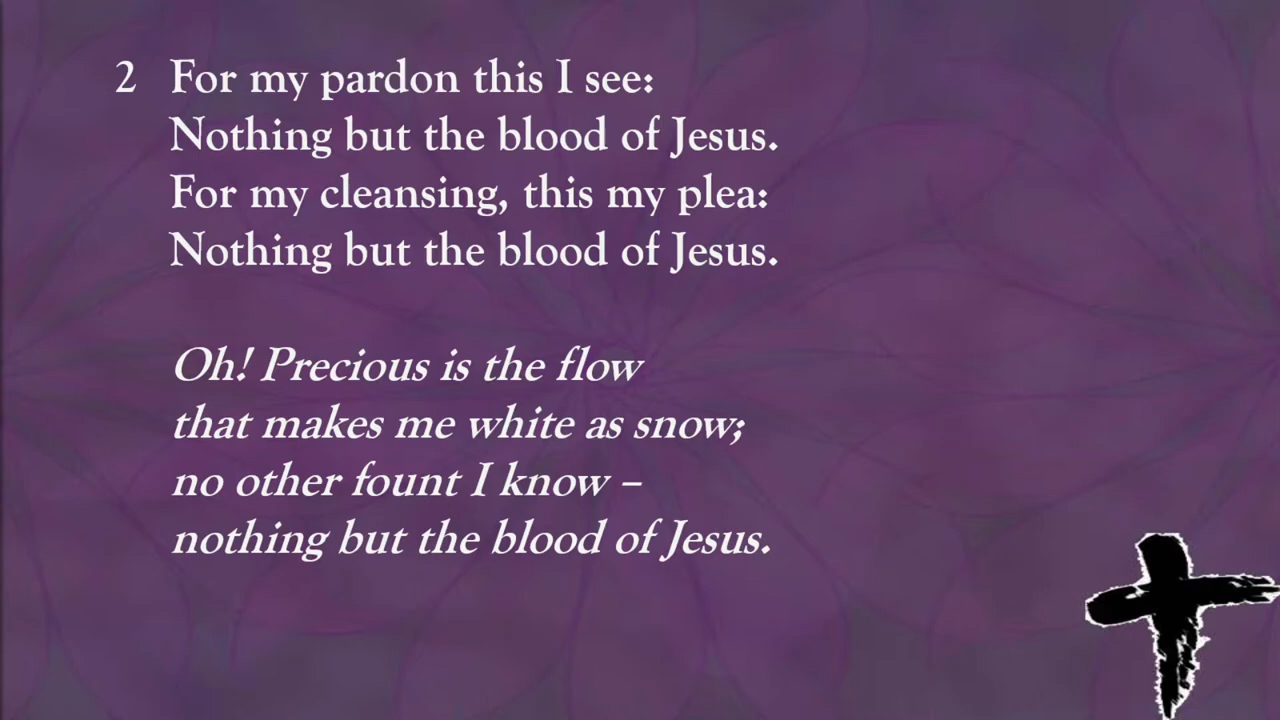 2 For my pardon this I see:
Nothing but the blood of Jesus.
For my cleansing, this my plea:
Nothing but the blood of Jesus.
Oh! Precious is the flow
that makes me white as snow;
no other fount I know –
nothing but the blood of Jesus.